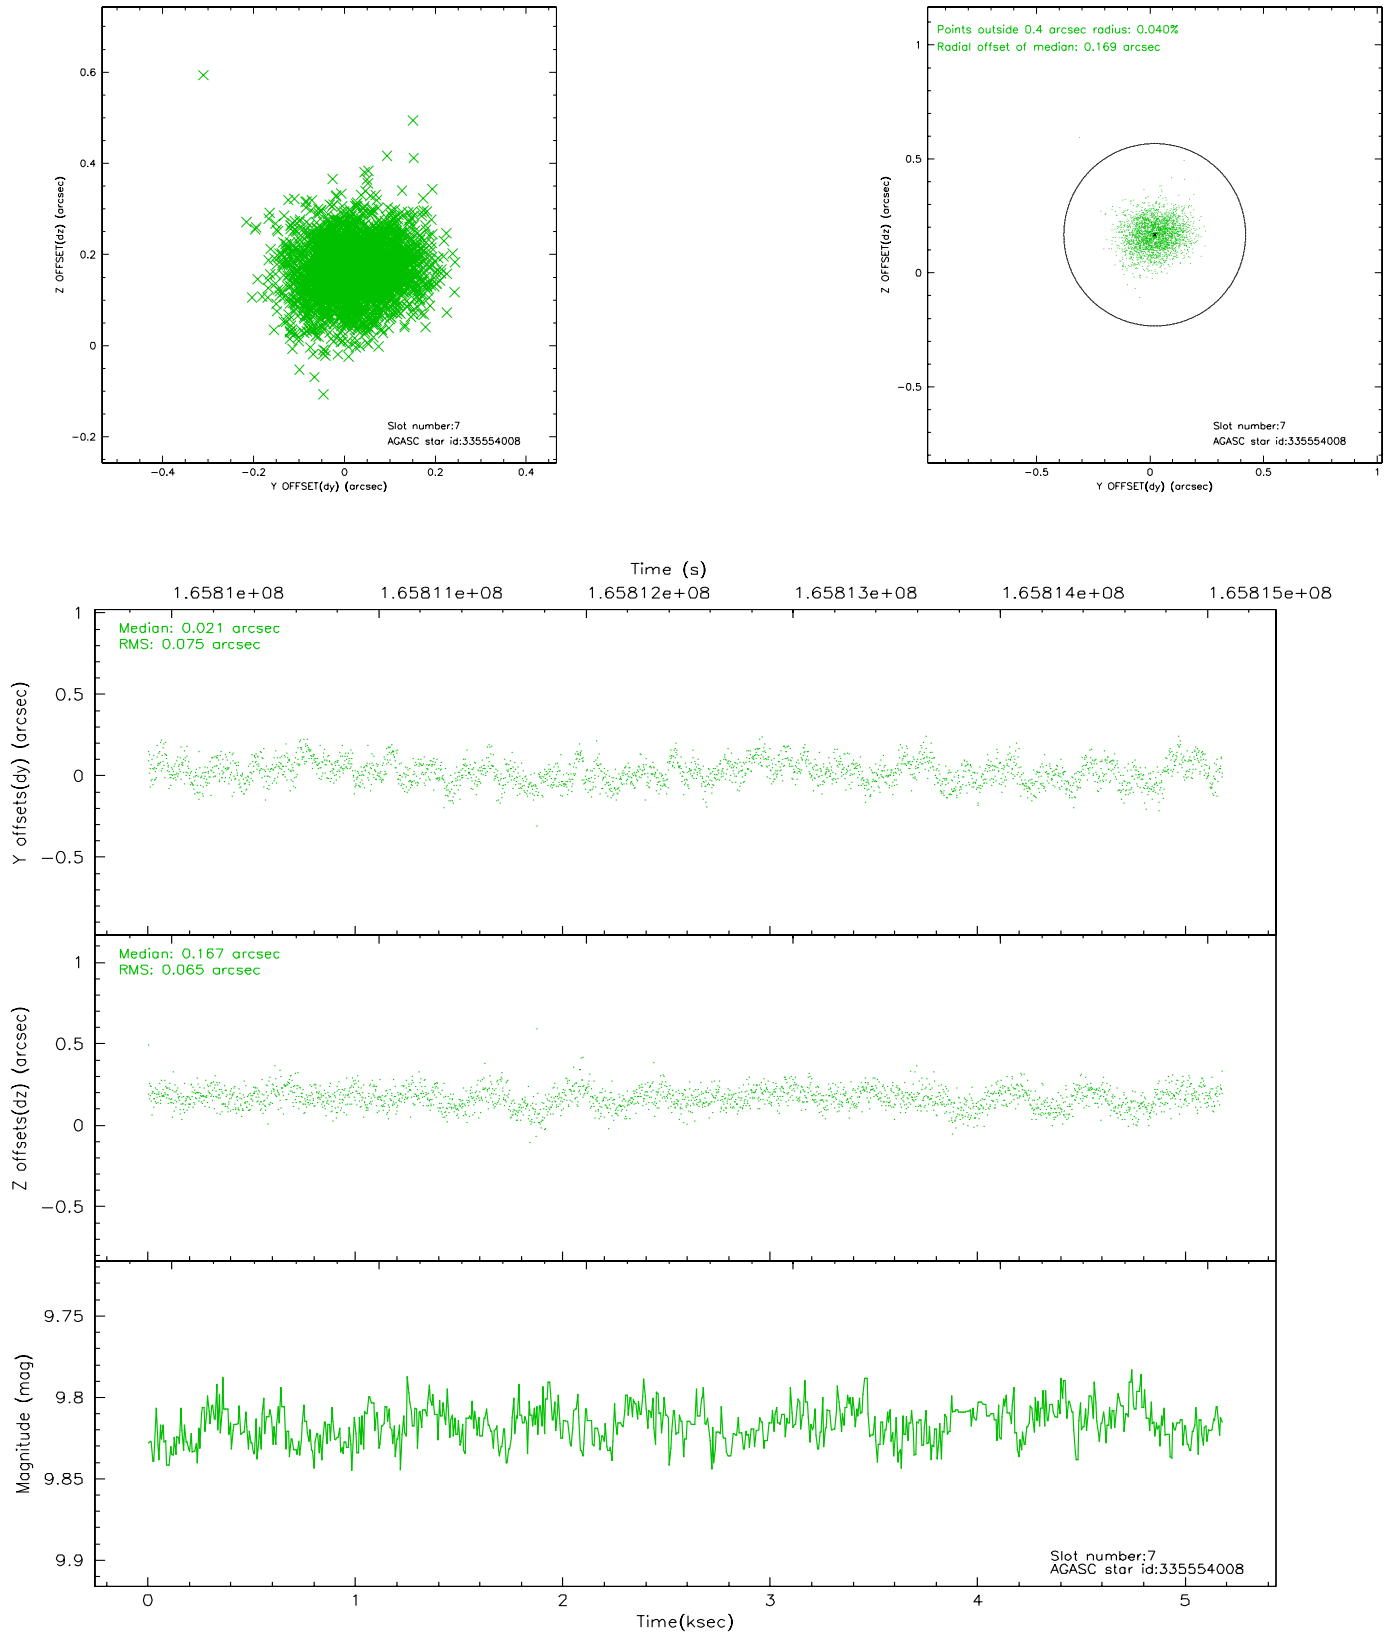 0.6
0.4
0.2
0
−0.2
Z OFFSET(dz) (arcsec)
Slot number:7
AGASC star id:335554008
−0.4 −0.2 0 0.2 0.4
Y OFFSET(dy) (arcsec)
Points outside 0.4 arcsec radius: 0.040%
Radial offset of median: 0.169 arcsec
1
0.5
0
−0.5
Z OFFSET(dz) (arcsec)
Slot number:7
AGASC star id:335554008
−0.5 0 0.5 1
Y OFFSET(dy) (arcsec)
Time (s)
1.6581e+08 1.65811e+08 1.65812e+08 1.65813e+08 1.65814e+08 1.65815e+08
Median: 0.021 arcsec
RMS: 0.075 arcsec
1
0.5
0
−0.5
Y offsets(dy) (arcsec)
Median: 0.167 arcsec
RMS: 0.065 arcsec
1
0.5
0
−0.5
Z offsets(dz) (arcsec)
9.75
9.8
9.85
9.9
Magnitude (mag)
Slot number:7
AGASC star id:335554008
0 1 2 3 4 5
Time(ksec)